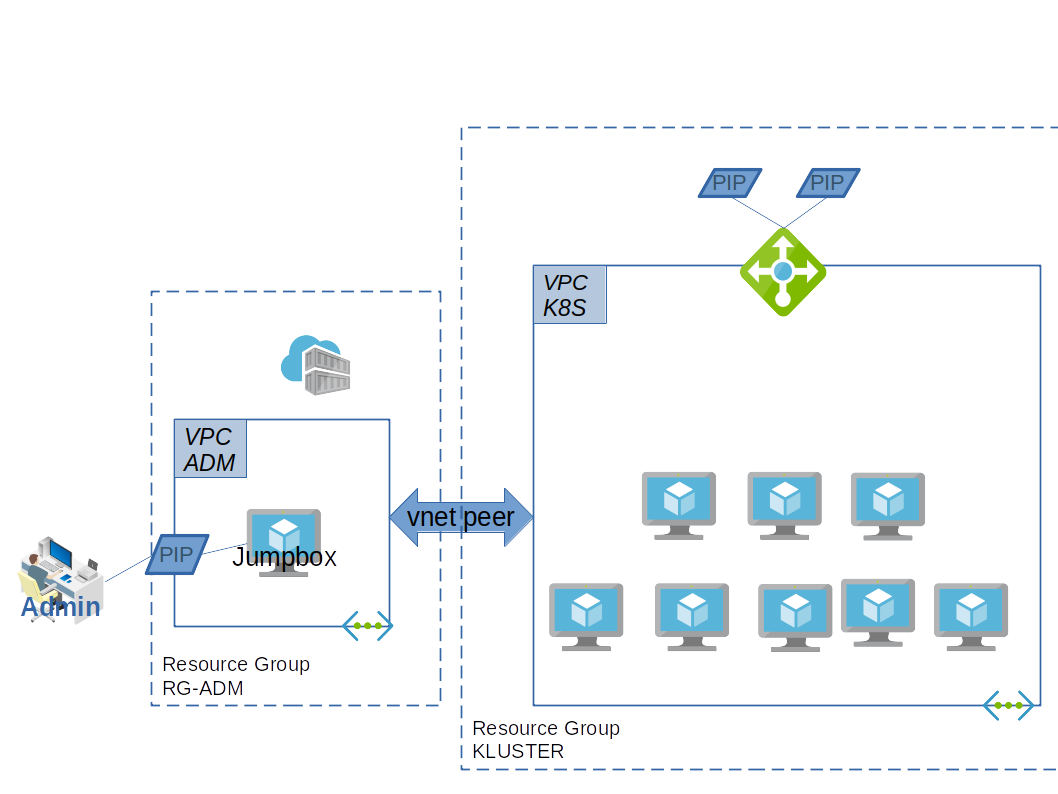 PIP
PIP
VPC
K8S
VPC
ADM
vnet peer
PIP
Jumpbox
Admin
Resource Group
RG-ADM
Resource Group
KLUSTER